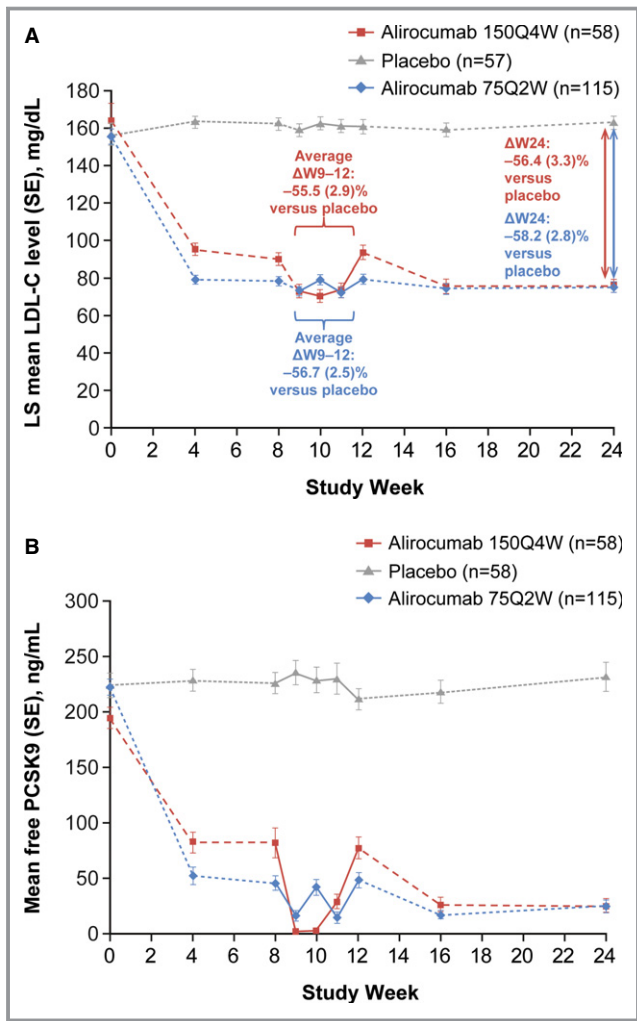 A
Alirocumab 150Q4W (n=58)
Placebo (n=57)
Alirocumab 75Q2W (n=115)
LS mean LDL-C level (SE), mg/dL
180
160
140
120
100
80
60
40
20
0
Average
ΔW9–12:
–55.5 (2.9)%
versus placebo
ΔW24:
–56.4 (3.3)%
versus
placebo
ΔW24:
–58.2 (2.8)%
versus
placebo
Average
ΔW9–12:
–56.7 (2.5)%
versus placebo
0 2 4 6 8 10 12 14 16 18 20 22 24
Study Week
B
Alirocumab 150Q4W (n=58)
Placebo (n=58)
Alirocumab 75Q2W (n=115)
Mean free PCSK9 (SE), ng/mL
300
250
200
150
100
50
0
0 2 4 6 8 10 12 14 16 18 20 22 24
Study Week